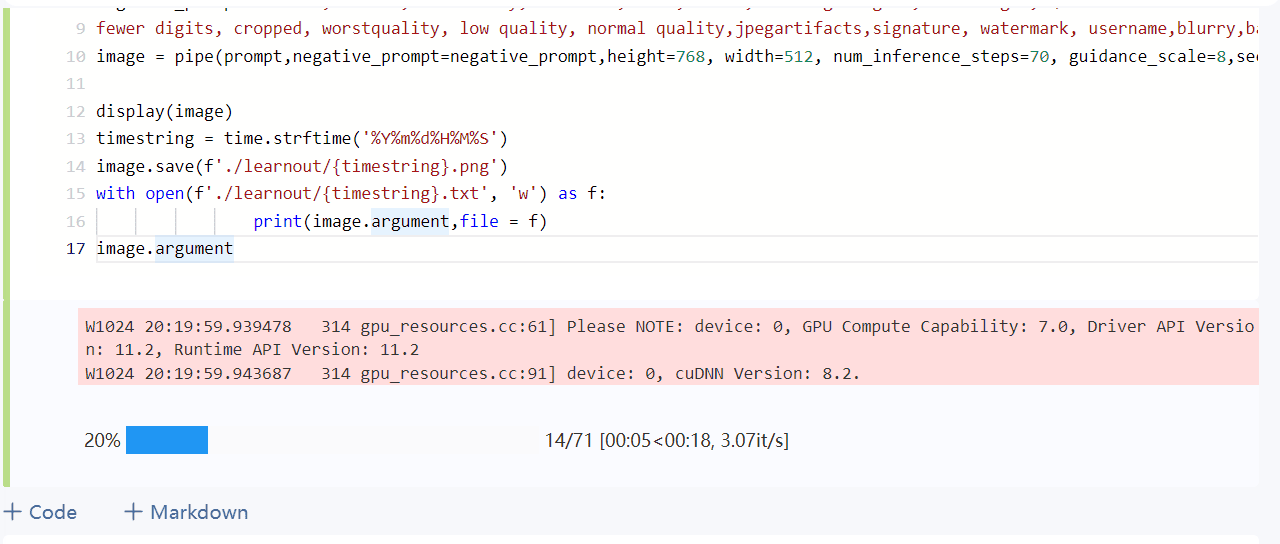 9 fewer digits, cropped, worstquality, low quality, normal quality,jpegartifacts,signature, watermark, username,blurry,ba
10 image = pipe(prompt,negative_prompt=negative_prompt,height=768, width=512, num_inference_steps=70, guidance_scale=8,see
11
12 display(image)
13 timestring = time.strftime('%Y%m%d%H%M%S')
14 image.save(f'./learnout/{timestring}.png')
15 with open(f'./learnout/{timestring}.txt', 'w') as f:
16 print(image.argument,file = f)
17 image.argument
W1024 20:19:59.939478   314 gpu_resources.cc:61] Please NOTE: device: 0, GPU Compute Capability: 7.0, Driver API Versio
n: 11.2, Runtime API Version: 11.2
W1024 20:19:59.943687   314 gpu_resources.cc:91] device: 0, cuDNN Version: 8.2.
20% 14/71 [00:05<00:18, 3.07it/s]
+ Code + Markdown